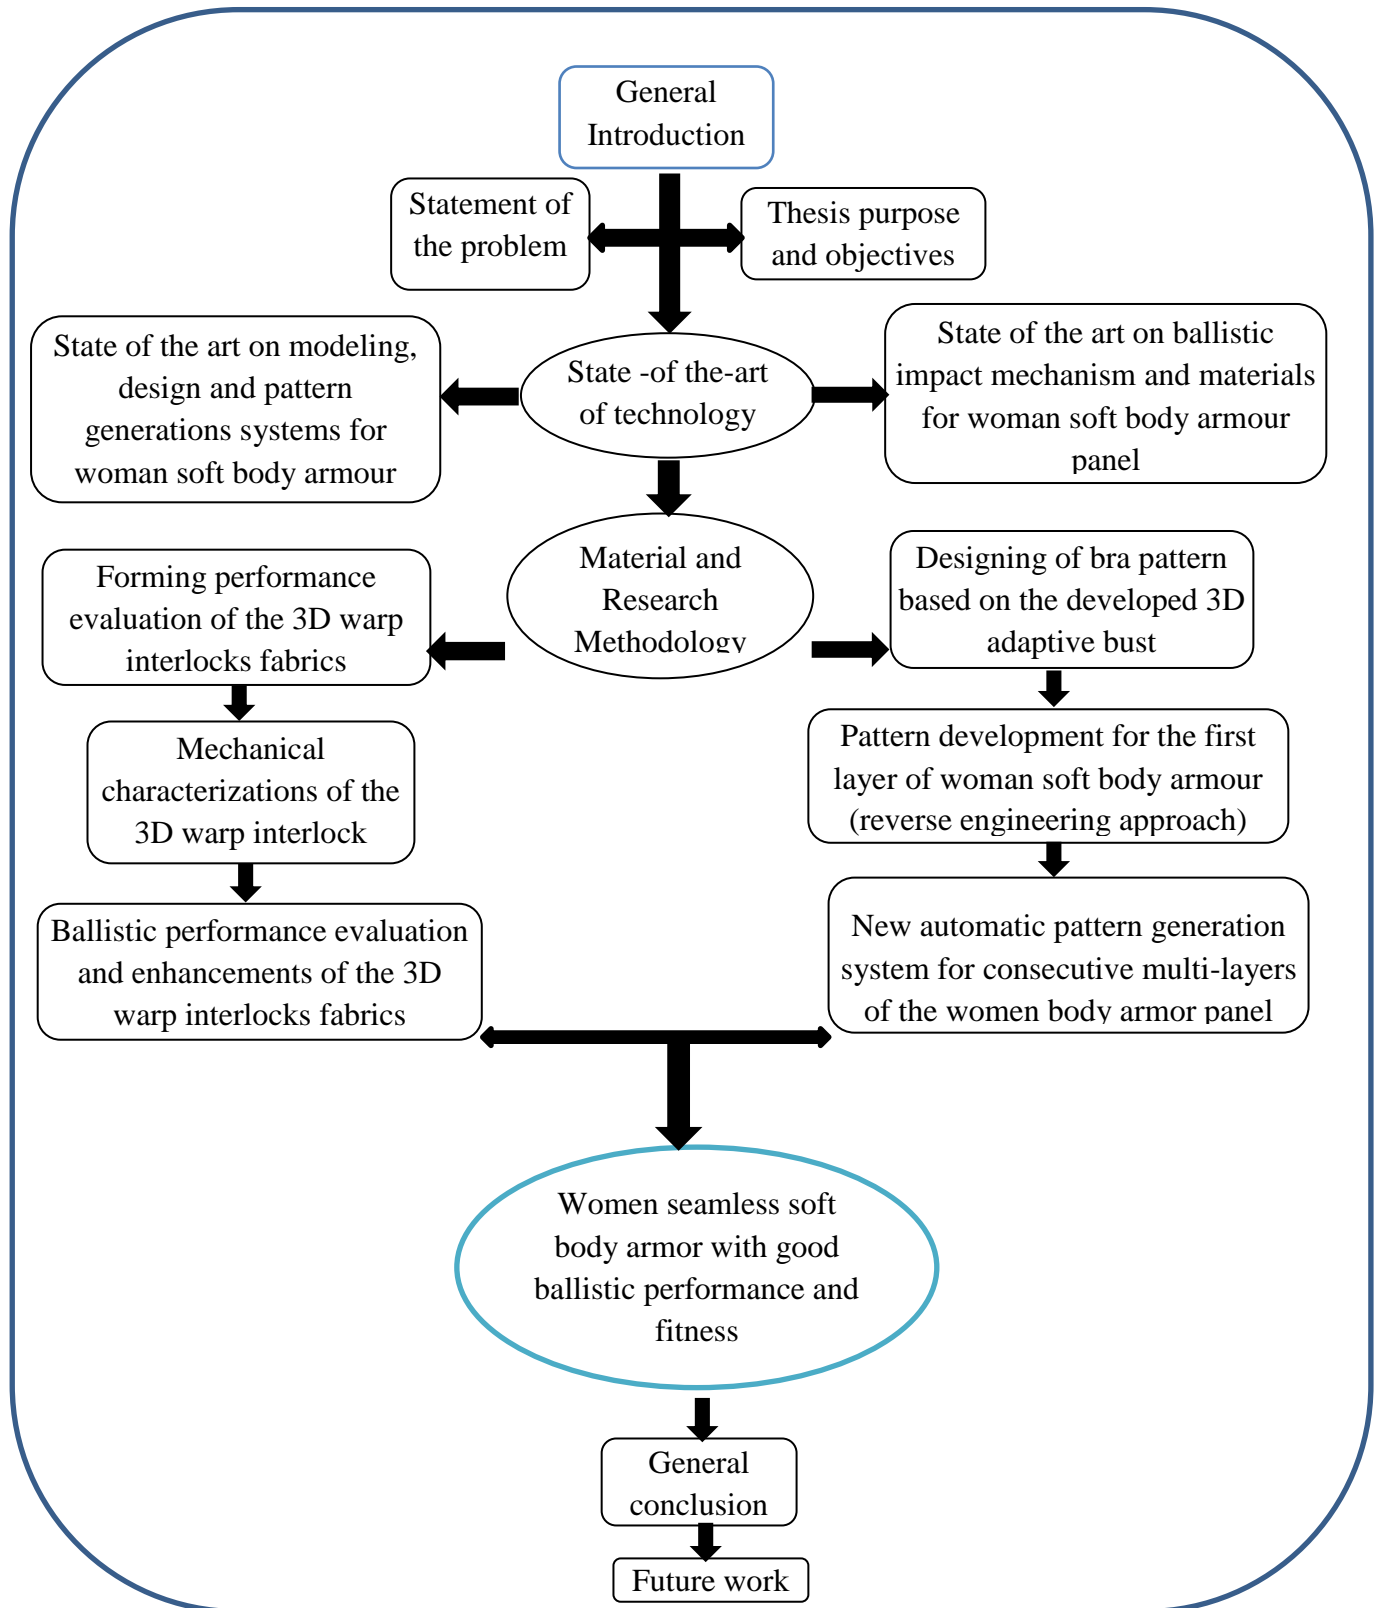 General
Introduction
Statement of
the problem
Thesis purpose
and objectives
State of the art on modeling,
design and pattern
generations systems for
woman soft body armour
State -of the-art
of technology
State of the art on ballistic
impact mechanism and materials
for woman soft body armour
panel
Forming performance
evaluation of the 3D warp
interlocks fabrics
Material and
Research
Methodology
Designing of bra pattern
based on the developed 3D
adaptive bust
Mechanical
characterizations of the
3D warp interlock
Pattern development for the first
layer of woman soft body armour
(reverse engineering approach)
Ballistic performance evaluation
and enhancements of the 3D
warp interlocks fabrics
New automatic pattern generation
system for consecutive multi-layers
of the women body armor panel
Women seamless soft
body armor with good
ballistic performance and
fitness
General
conclusion
Future work